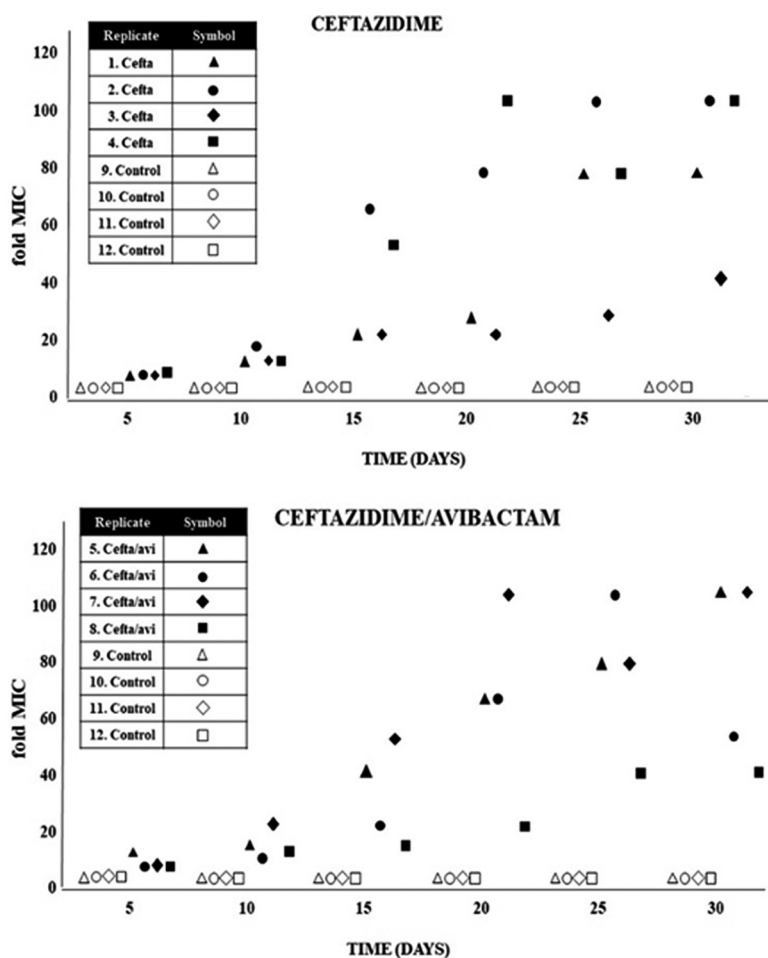 CEFTAZIDIME
Replicate Symbol
1. Cefta
2. Cefta
3. Cefta
4. Cefta
9. Control
10. Control
11. Control
12. Control
fold MIC
120
100
80
60
40
20
0
5 10 15 20 25 30
TIME (DAYS)
CEFTAZIDIME/AVIBACTAM
Replicate Symbol
5. Cefta/avi
6. Cefta/avi
7. Cefta/avi
8. Cefta/avi
9. Control
10. Control
11. Control
12. Control
fold MIC
120
100
80
60
40
20
0
5 10 15 20 25 30
TIME (DAYS)